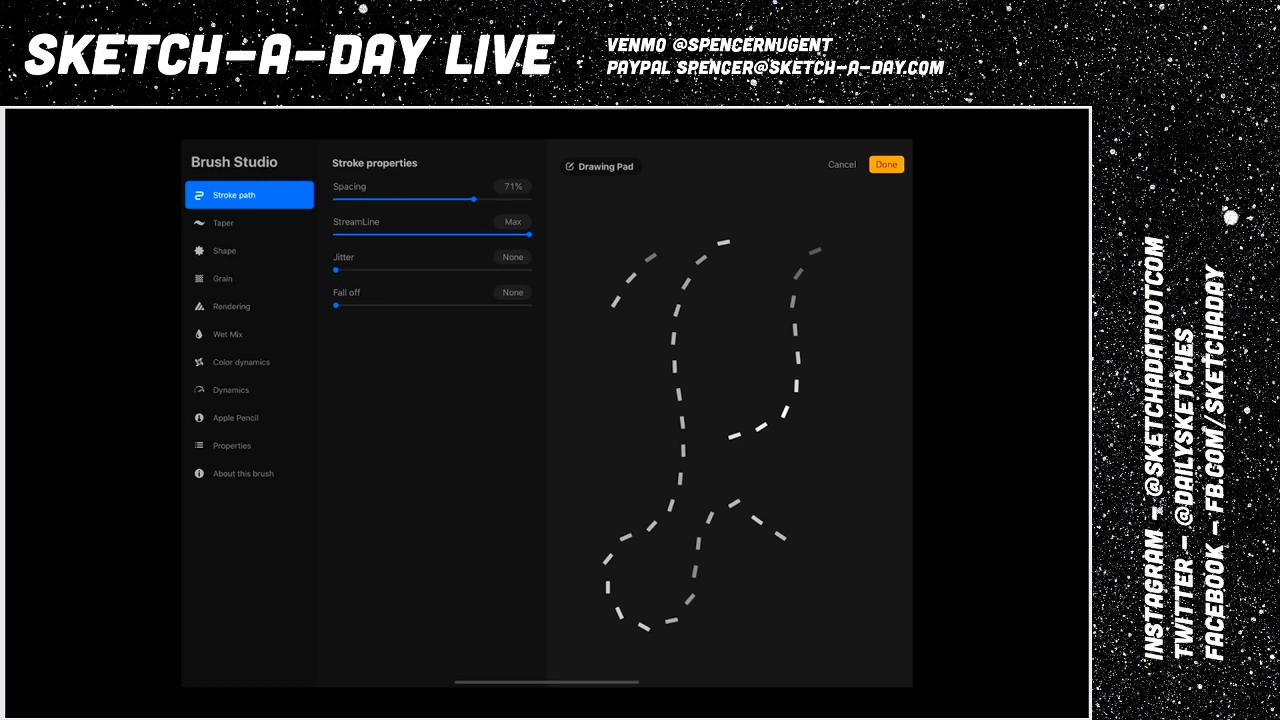 SKETCH-A-DAY LIVE
VENMO @SPENCERNUGENT
PAYPAL SPENCER@SKETCH-A-DAY.COM
Brush Studio
Stroke path
Taper
Shape
Grain
Rendering
Wet Mix
Color dynamics
Dynamics
Apple Pencil
Properties
About this brush
Stroke properties
Spacing 71%
StreamLine Max
Jitter None
Fall off None
Drawing Pad
Cancel
Done
INSTAGRAM - @SKETCHADATDOTCOM
TWITTER - @DAILYSKETCHES
FACEBOOK - FB.COM/SKETCHADAY